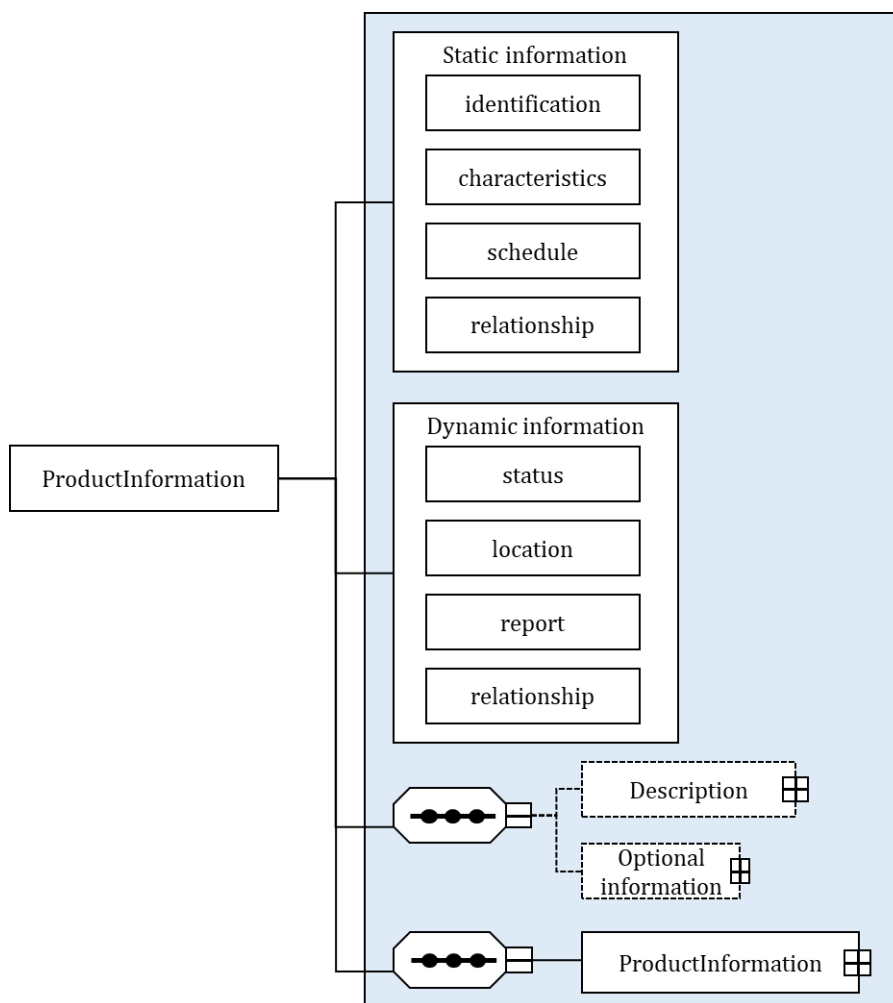 Static information
identification
characteristics
schedule
relationship
Dynamic information
status
location
report
relationship
ProductInformation
Description
Optional
information
ProductInformation